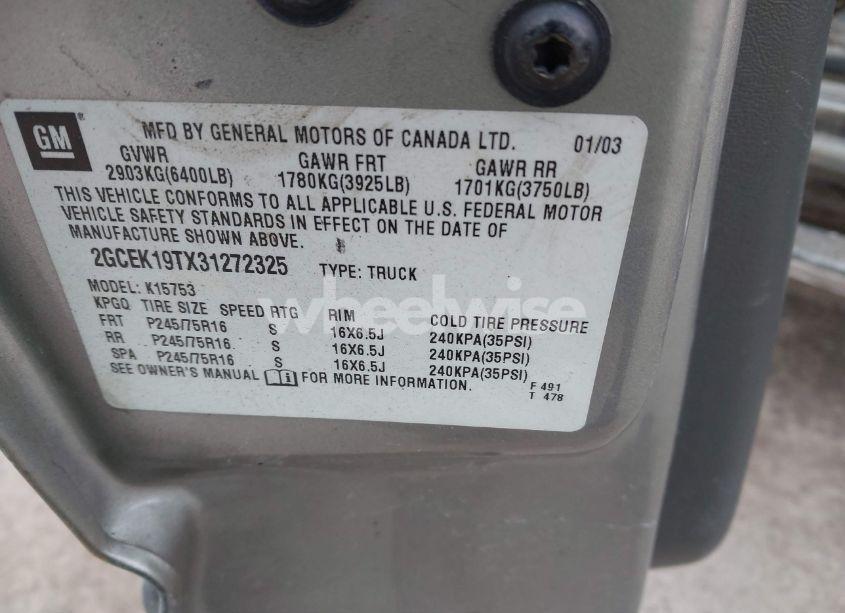 GM
MFD BY GENERAL MOTORS OF CANADA LTD. 01/03
GVWR GAWR FRT GAWR RR
2903KG(6400LB) 1780KG(3925LB) 1701KG(3750LB)
THIS VEHICLE CONFORMS TO ALL APPLICABLE U.S. FEDERAL MOTOR
VEHICLE SAFETY STANDARDS IN EFFECT ON THE DATE OF
MANUFACTURE SHOWN ABOVE.
2GCEK19TX31272325 TYPE: TRUCK
MODEL: K15753
KPGQ TIRE SIZE SPEED RTG RIM COLD TIRE PRESSURE
FRT P245/75R16 S 16X6.5J 240KPA(35PSI)
RR P245/75R16 S 16X6.5J 240KPA(35PSI)
SPA P245/75R16 S 16X6.5J 240KPA(35PSI)
SEE OWNER'S MANUAL FOR MORE INFORMATION.
F 491
T 478
wheelwise